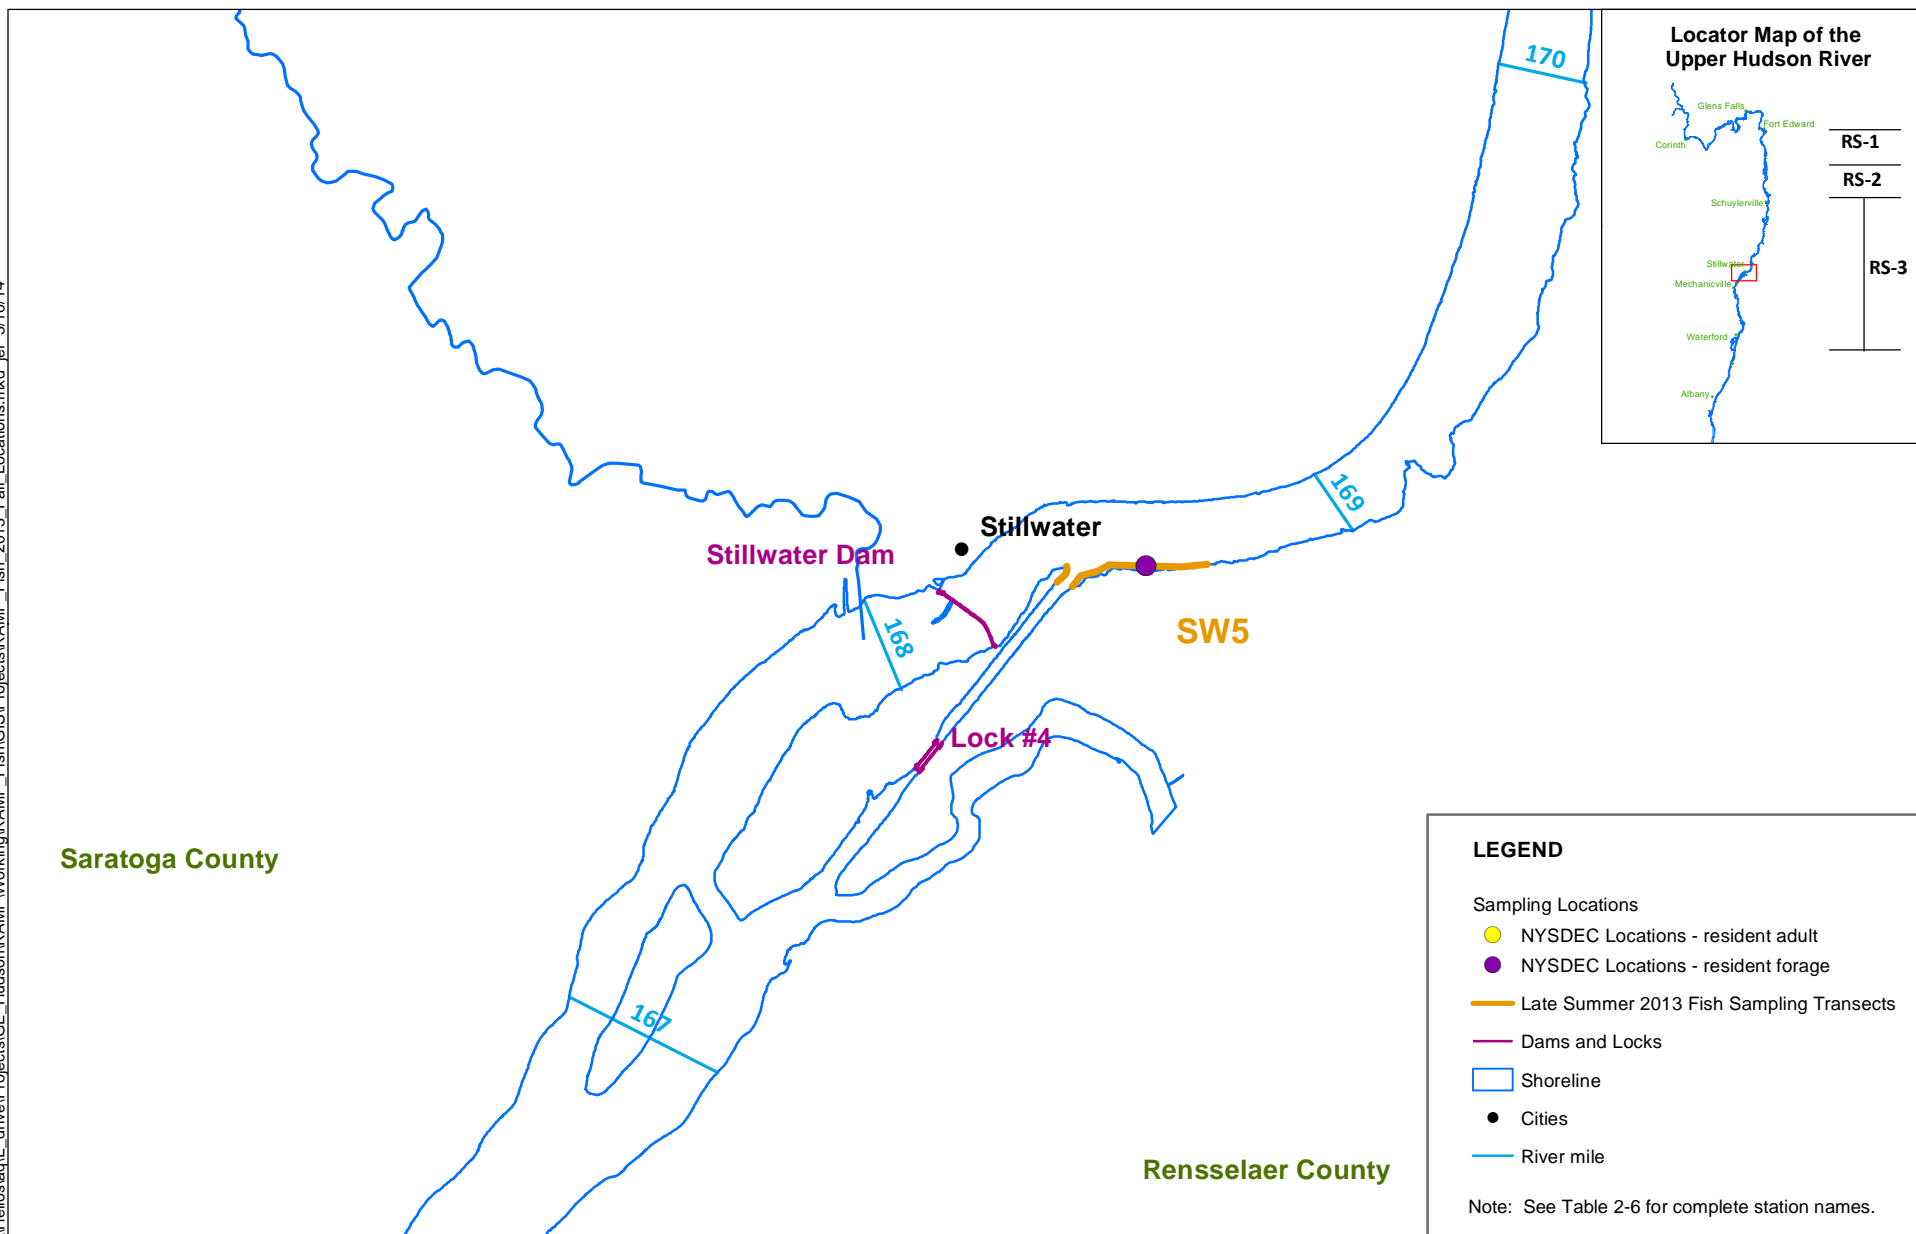 170
Locator Map of the
Upper Hudson River
Glens Falls
Fort Edward
Corinth
RS-1
RS-2
Schuylerville
Stillwater
RS-3
Mechanicville
Waterford
Albany
169
Stillwater
Stillwater Dam
168
SW5
Lock #4
Saratoga County
167
Rensselaer County
LEGEND
Sampling Locations
NYSDEC Locations - resident adult
NYSDEC Locations - resident forage
Late Summer 2013 Fish Sampling Transects
Dams and Locks
Shoreline
Cities
River mile
Note: See Table 2-6 for complete station names.